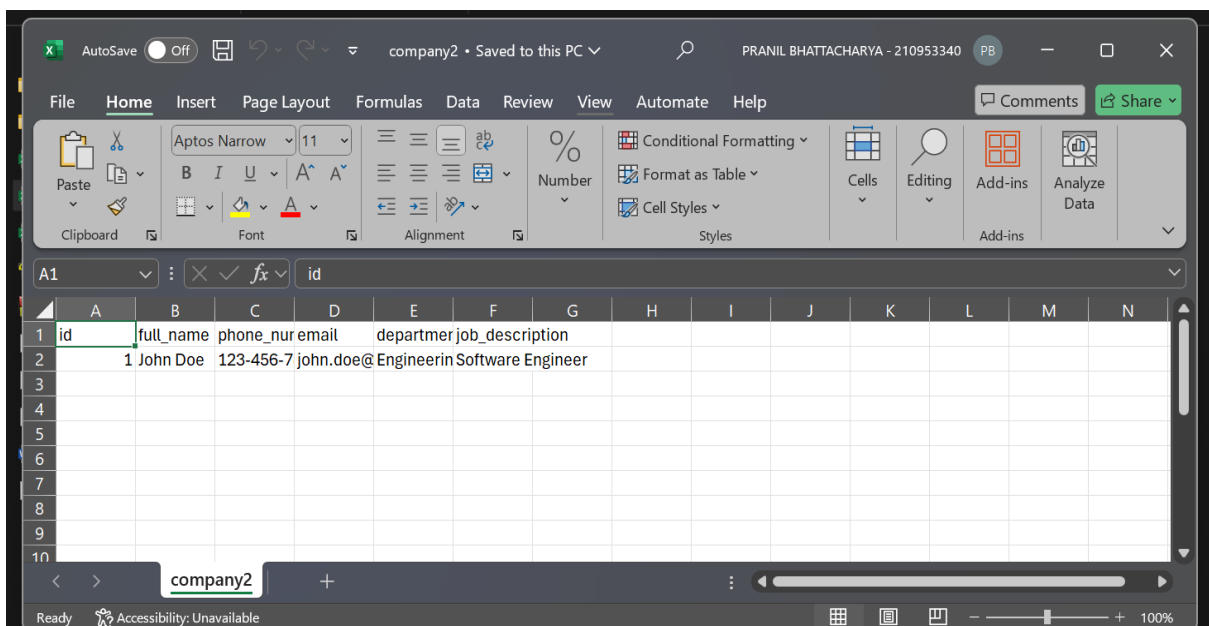 AutoSave Off company2 • Saved to this PC PRANIL BHATTACHARYA - 210953340 PB
File Home Insert Page Layout Formulas Data Review View Automate Help Comments Share
Paste
Clipboard
Aptos Narrow 11
B I U A A
A
Font
ab
Alignment
Number
Conditional Formatting
Format as Table
Cell Styles
Styles
Cells
Editing
Add-ins
Add-ins
Analyze
Data
A1 fx id
A B C D E F G H I J K L M N
1 id full_name phone_nur email departmer job_description
2 1 John Doe 123-456-7 john.doe@ Engineerin Software Engineer
3
4
5
6
7
8
9
10
company2
Ready Accessibility: Unavailable 100%